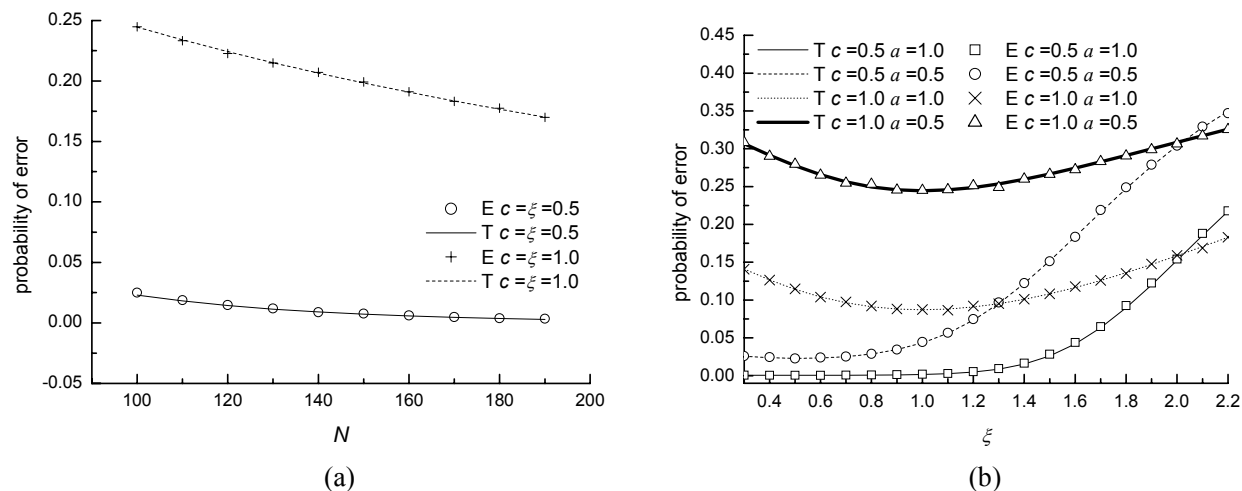 0.25
0.20
0.15
0.10
0.05
0.00
-0.05
probability of error
E c =ξ =0.5
T c =ξ =0.5
E c =ξ =1.0
T c =ξ =1.0
100 120 140 160 180 200
N
(a)
0.45
0.40
0.35
0.30
0.25
0.20
0.15
0.10
0.05
0.00
probability of error
T c =0.5 a =1.0 E c =0.5 a =1.0
T c =0.5 a =0.5 E c =0.5 a =0.5
T c =1.0 a =1.0 E c =1.0 a =1.0
T c =1.0 a =0.5 E c =1.0 a =0.5
0.4 0.6 0.8 1.0 1.2 1.4 1.6 1.8 2.0 2.2
ξ
(b)